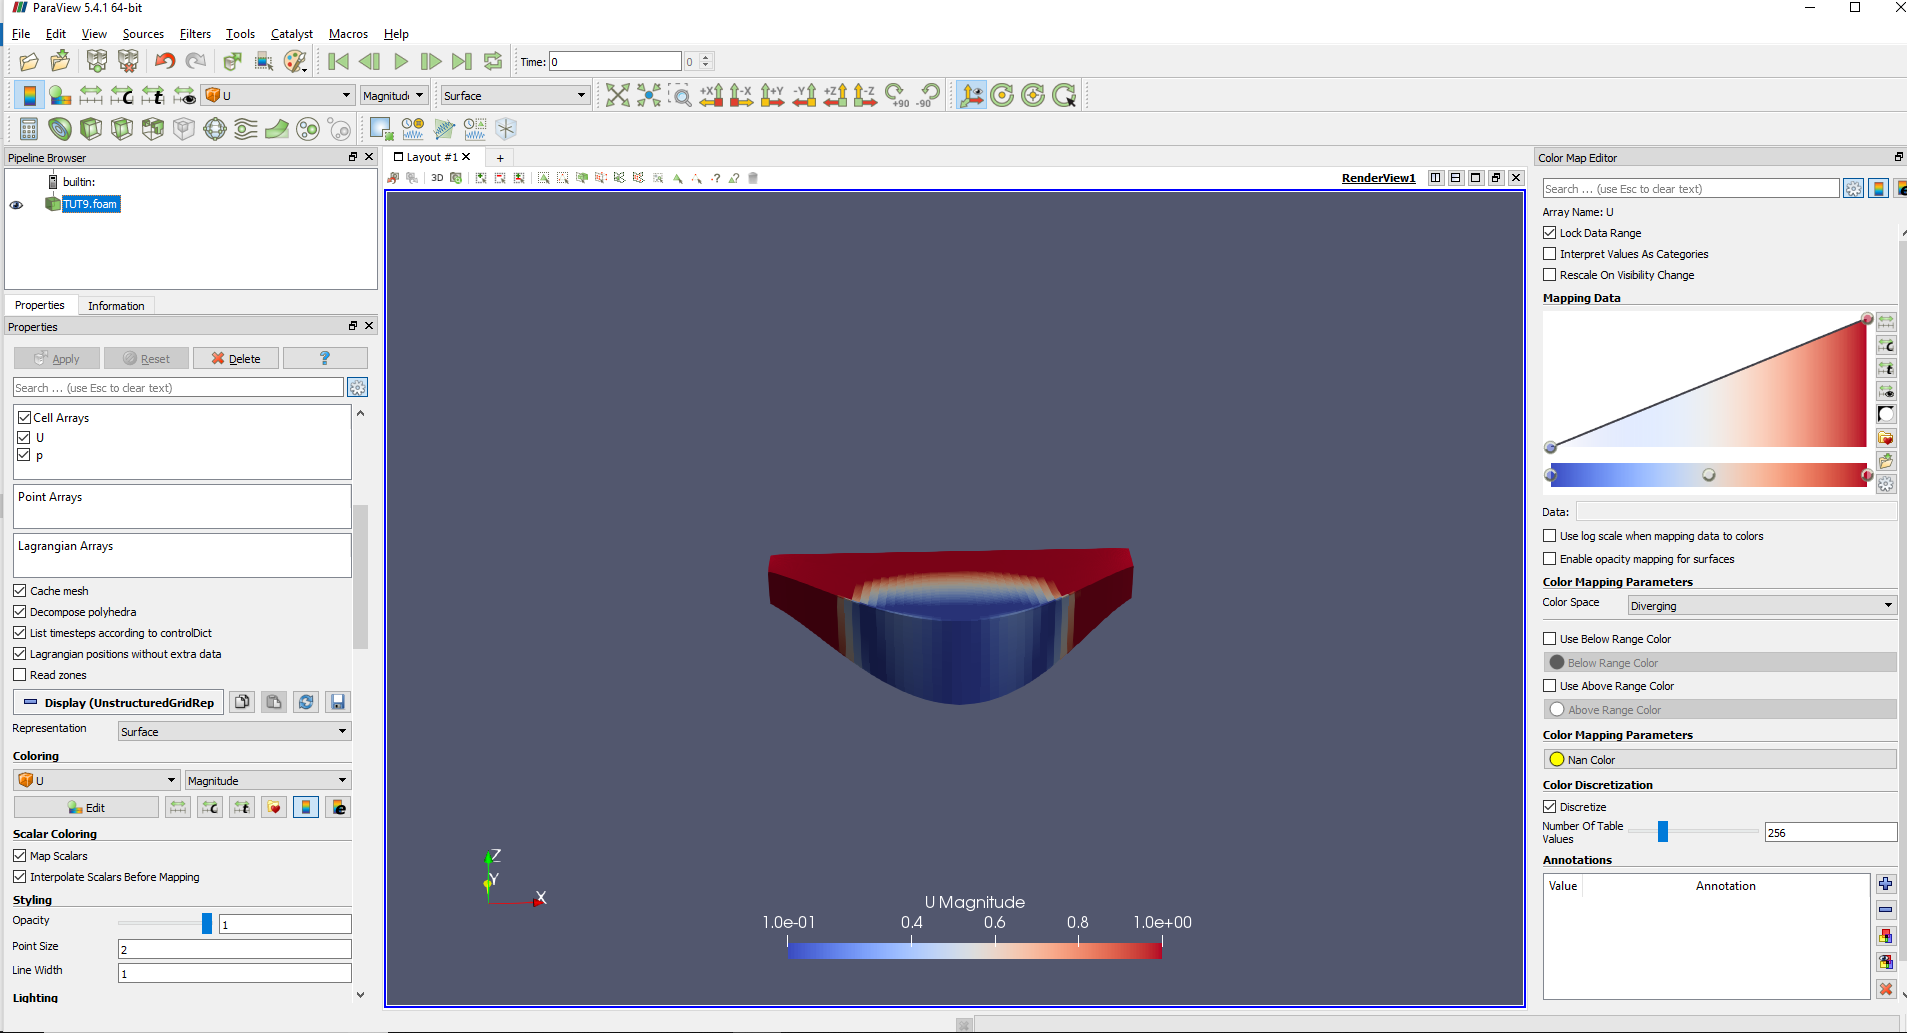 ParaView 5.4.1 64-bit
File Edit View Sources Filters Tools Catalyst Macros Help
Time: 0 0
+X -X +Y -Y +Z -Z +90 -90
U Magnitude Surface
Pipeline Browser
builtin:
TUT9.foam
Properties Information
Properties
Apply Reset Delete ?
Search ... (use Esc to clear text)
Cell Arrays
U
p
Point Arrays
Lagrangian Arrays
Cache mesh
Decompose polyhedra
List timesteps according to controlDict
Lagrangian positions without extra data
Read zones
Display (UnstructuredGridRep
Representation Surface
Coloring
U Magnitude
Edit
Scalar Coloring
Map Scalars
Interpolate Scalars Before Mapping
Styling
Opacity 1
Point Size 2
Line Width 1
Lighting
Layout #1 +
3D
RenderView1
Z
Y
X
U Magnitude
1.0e-01 0.4 0.6 0.8 1.0e+00
Color Map Editor
Search ... (use Esc to clear text)
Array Name: U
Lock Data Range
Interpret Values As Categories
Rescale On Visibility Change
Mapping Data
Data:
Use log scale when mapping data to colors
Enable opacity mapping for surfaces
Color Mapping Parameters
Color Space Diverging
Use Below Range Color
Below Range Color
Use Above Range Color
Above Range Color
Color Mapping Parameters
Nan Color
Color Discretization
Discretize
Number Of Table
Values 256
Annotations
Value Annotation